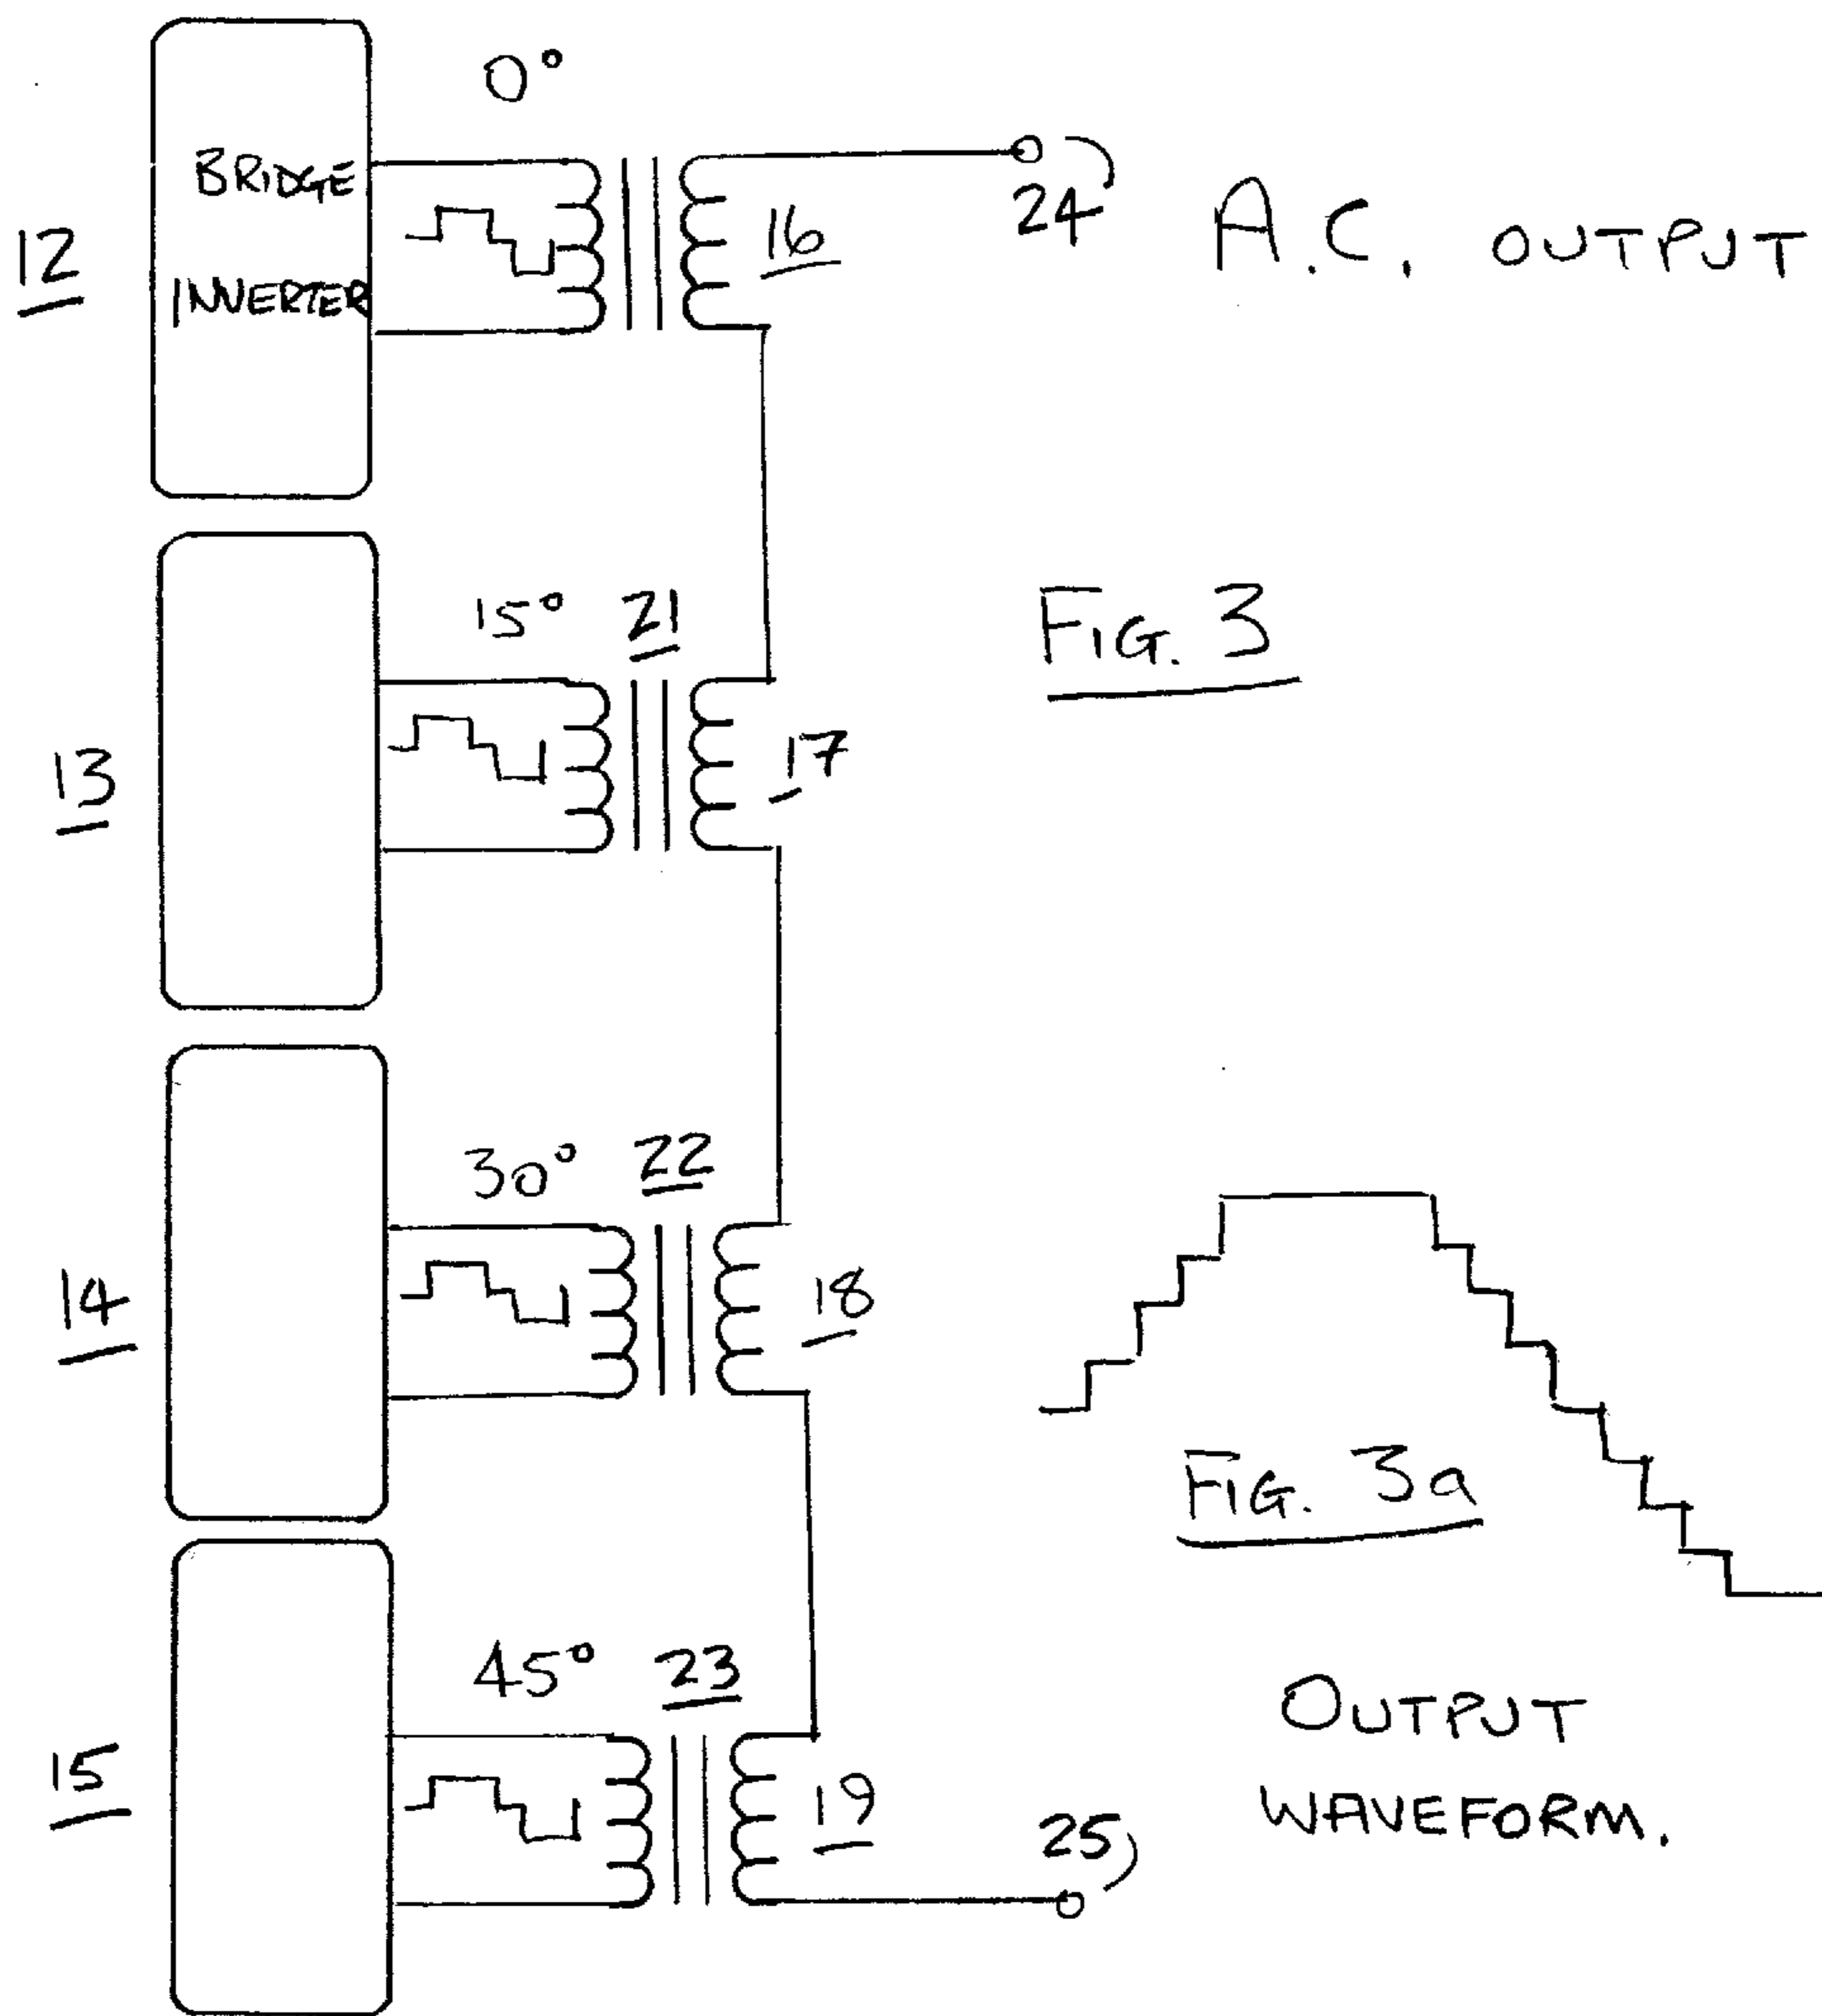 0°
BRIDGE
INVERTER
12
16
24
A.C. OUTPUT
15° 21
FIG. 3
13
17
30° 22
14
18
FIG. 3a
45° 23
OUTPUT
WAVEFORM.
15
19
25